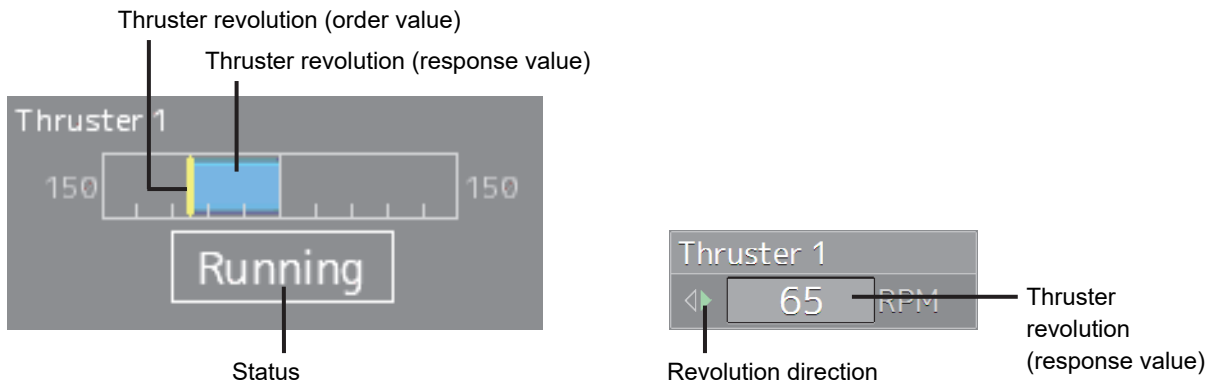 Thruster revolution (order value)
Thruster revolution (response value)
Thruster 1
150
150
Running
Status
Thruster 1
65 RPM
Revolution direction
Thruster
revolution
(response value)